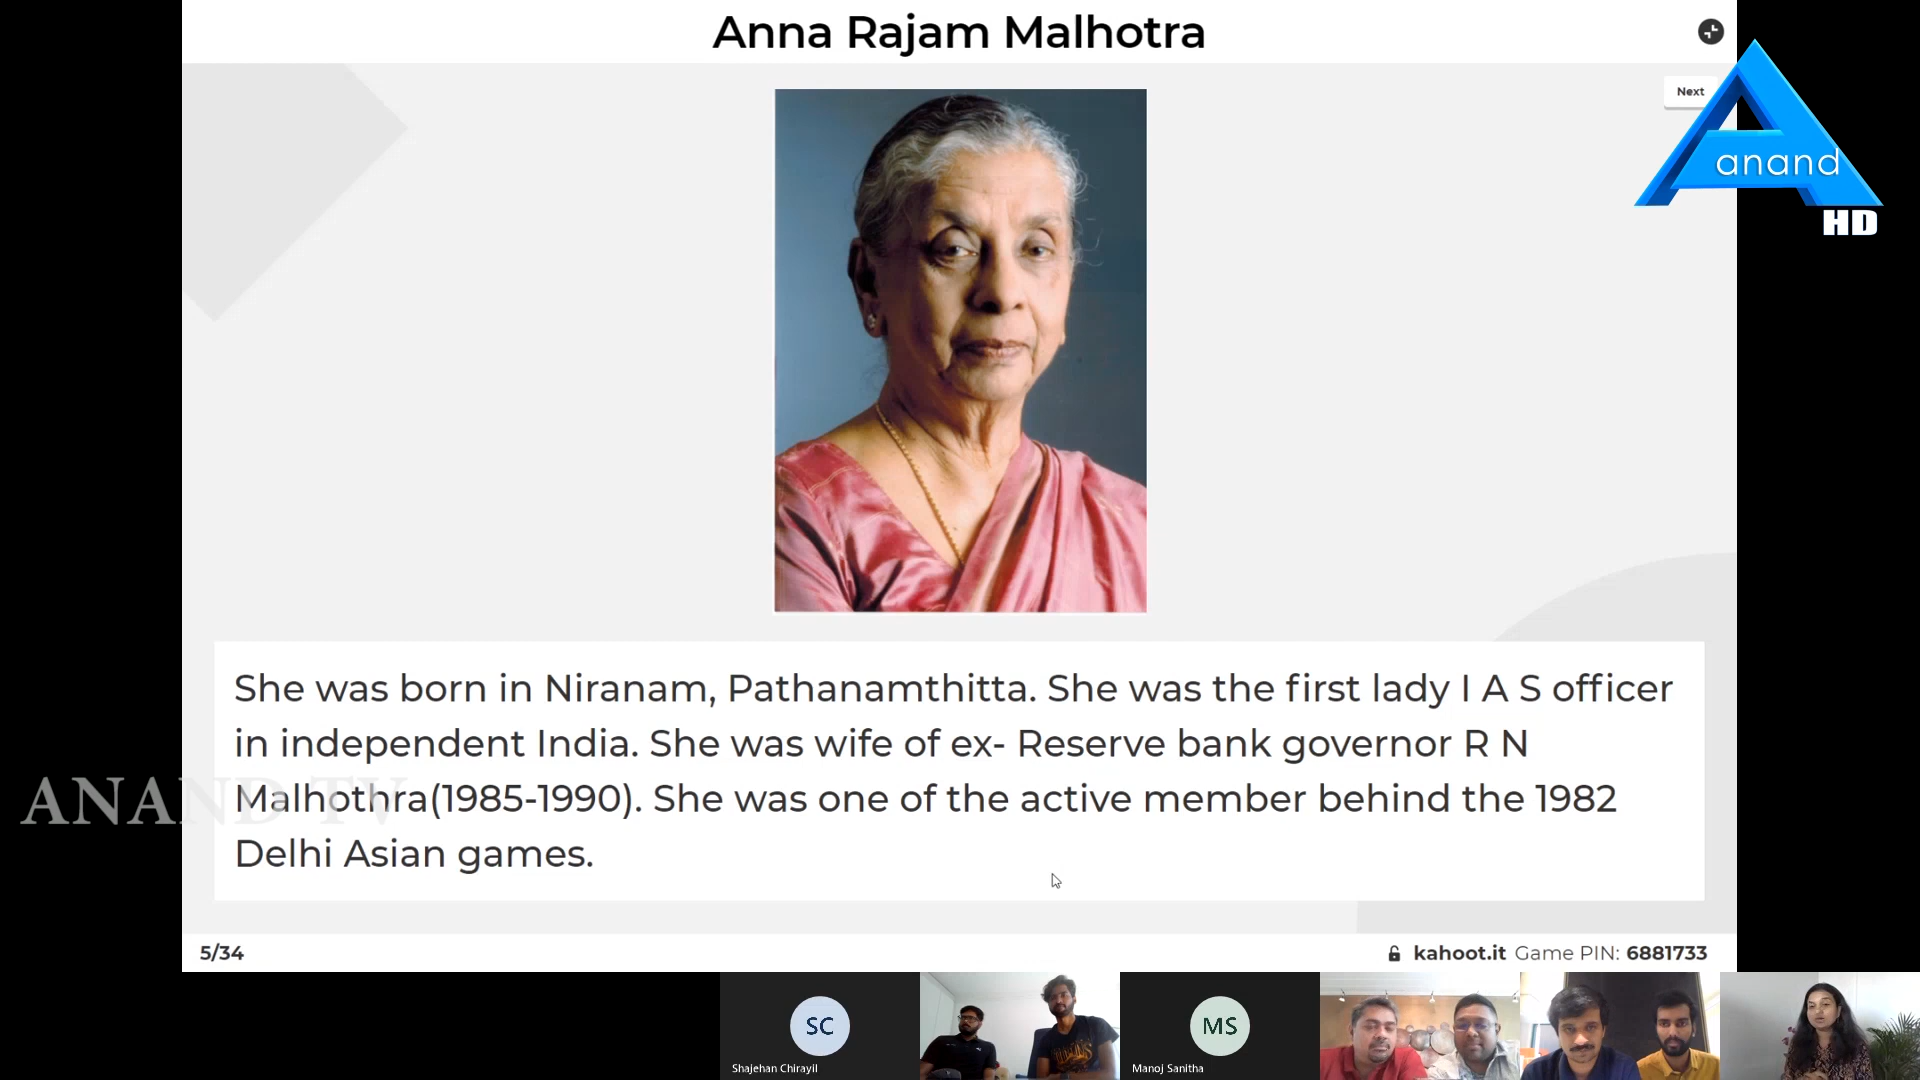 Anna Rajam Malhotra
Next
anand
HD
She was born in Niranam, Pathanamthitta. She was the first lady I A S officer
in independent India. She was wife of ex- Reserve bank governor R N
Malhothra(1985-1990). She was one of the active member behind the 1982
Delhi Asian games.
ANAND TV
5/34
kahoot.it Game PIN: 6881733
SC
MS
Shajehan Chirayil
Manoj Sanitha